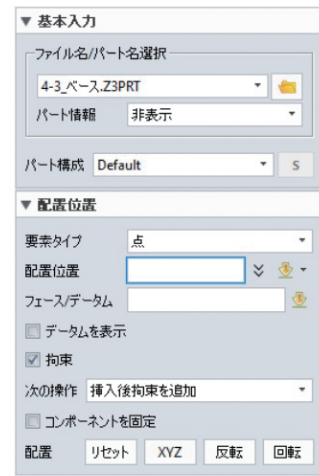 ▼ 基本入力
ファイル名/パート名選択
4-3_ベース.Z3PRT
パート情報 非表示
パート構成 Default S
▼ 配置位置
要素タイプ 点
配置位置
フェース/データム
データムを表示
拘束
次の操作 挿入後拘束を追加
コンポーネントを固定
配置 リセット XYZ 反転 回転